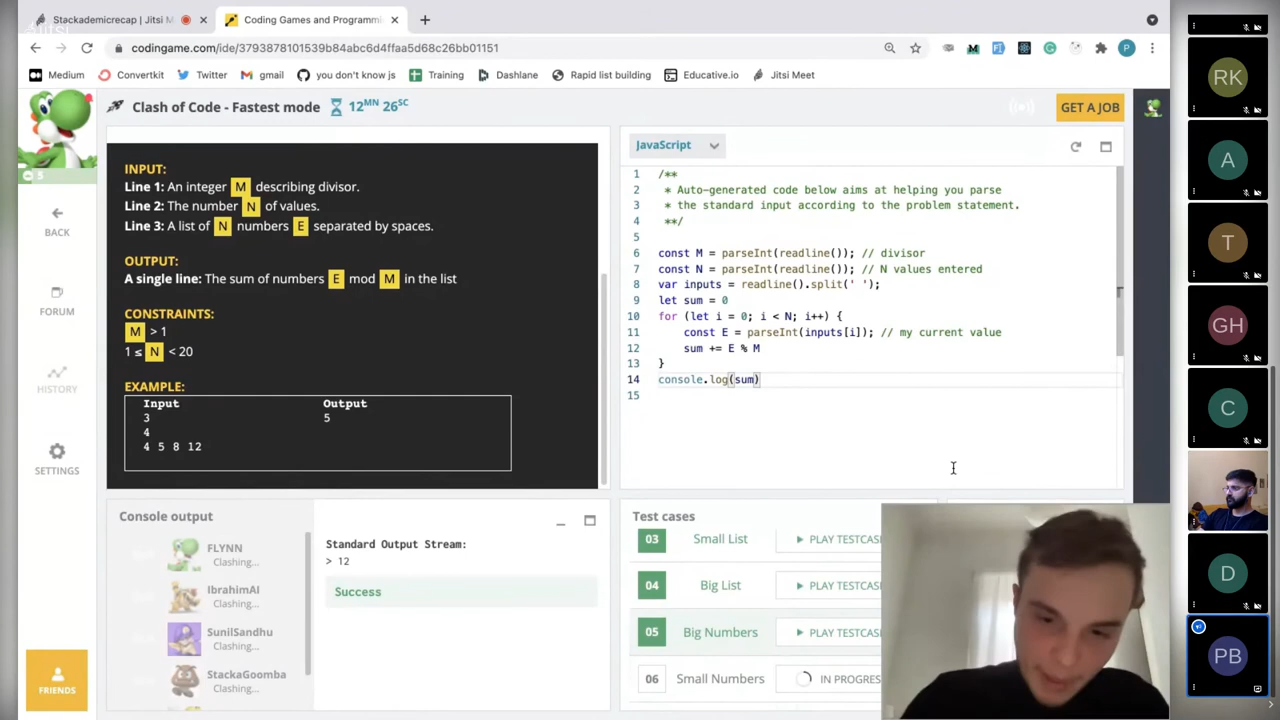 Stackademicrecap | Jitsi M
Coding Games and Programmi
codingame.com/ide/3793878101539b84abc6d4ffaa5d68c26bb01151
P
Medium
Convertkit
Twitter
gmail
you don't know js
Training
Dashlane
Rapid list building
Educative.io
Jitsi Meet
Clash of Code - Fastest mode
12MN 26SC
GET A JOB
5
BACK
FORUM
HISTORY
SETTINGS
FRIENDS
INPUT:
Line 1: An integer M describing divisor.
Line 2: The number N of values.
Line 3: A list of N numbers E separated by spaces.
OUTPUT:
A single line: The sum of numbers E mod M in the list
CONSTRAINTS:
M > 1
1 ≤ N < 20
EXAMPLE:
Input Output
3 5
4
4 5 8 12
JavaScript
1 /**
2 * Auto-generated code below aims at helping you parse
3 * the standard input according to the problem statement.
4 **/
5
6 const M = parseInt(readline()); // divisor
7 const N = parseInt(readline()); // N values entered
8 var inputs = readline().split(' ');
9 let sum = 0
10 for (let i = 0; i < N; i++) {
11 const E = parseInt(inputs[i]); // my current value
12 sum += E % M
13 }
14 console.log(sum)
15
Console output
FLYNN
Clashing...
IbrahimAI
Clashing...
SunilSandhu
Clashing...
StackaGoomba
Clashing...
Standard Output Stream:
> 12
Success
Test cases
03 Small List PLAY TESTCAS
04 Big List PLAY TESTCAS
05 Big Numbers PLAY TESTCAS
06 Small Numbers IN PROGRES
RK
A
T
GH
C
D
PB